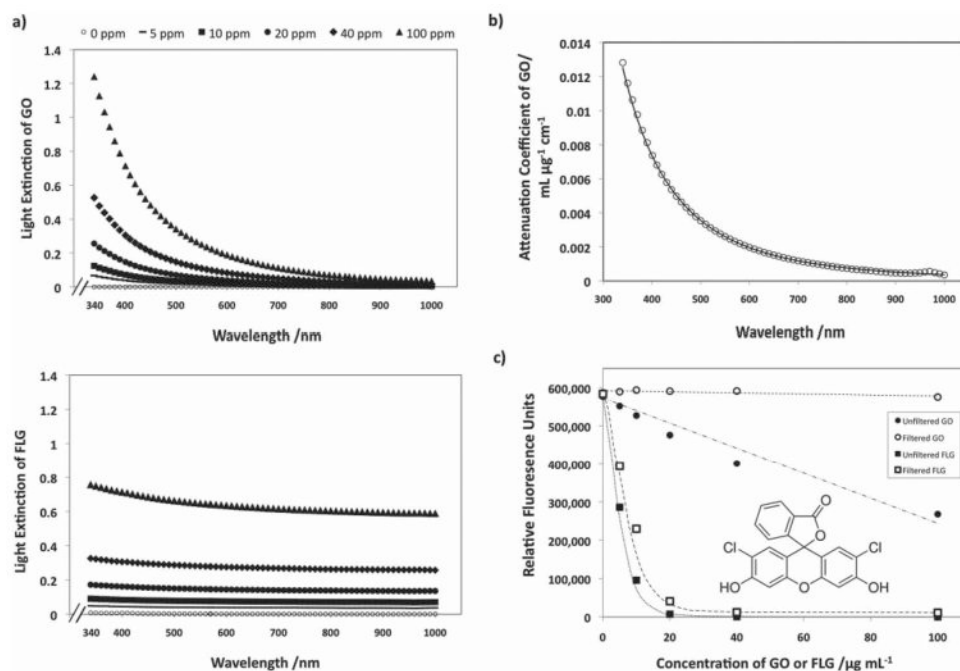 a)
○ 0 ppm – 5 ppm ■ 10 ppm ● 20 ppm ◆ 40 ppm ▲ 100 ppm
Light Extinction of GO
1.4
1.2
1
0.8
0.6
0.4
0.2
0
340 400 500 600 700 800 900 1000
Wavelength /nm
Light Extinction of FLG
1.4
1.2
1
0.8
0.6
0.4
0.2
0
340 400 500 600 700 800 900 1000
Wavelength /nm
b)
Attenuation Coefficient of GO/
mL µg⁻¹ cm⁻¹
0.014
0.012
0.01
0.008
0.006
0.004
0.002
0
300 400 500 600 700 800 900 1000
Wavelength /nm
c)
Relative Fluoresence Units
600,000
500,000
400,000
300,000
200,000
100,000
0
Unfiltered GO
Filtered GO
Unfiltered FLG
Filtered FLG
O
O
Cl Cl
HO O OH
0 20 40 60 80 100
Concentration of GO or FLG /µg mL⁻¹